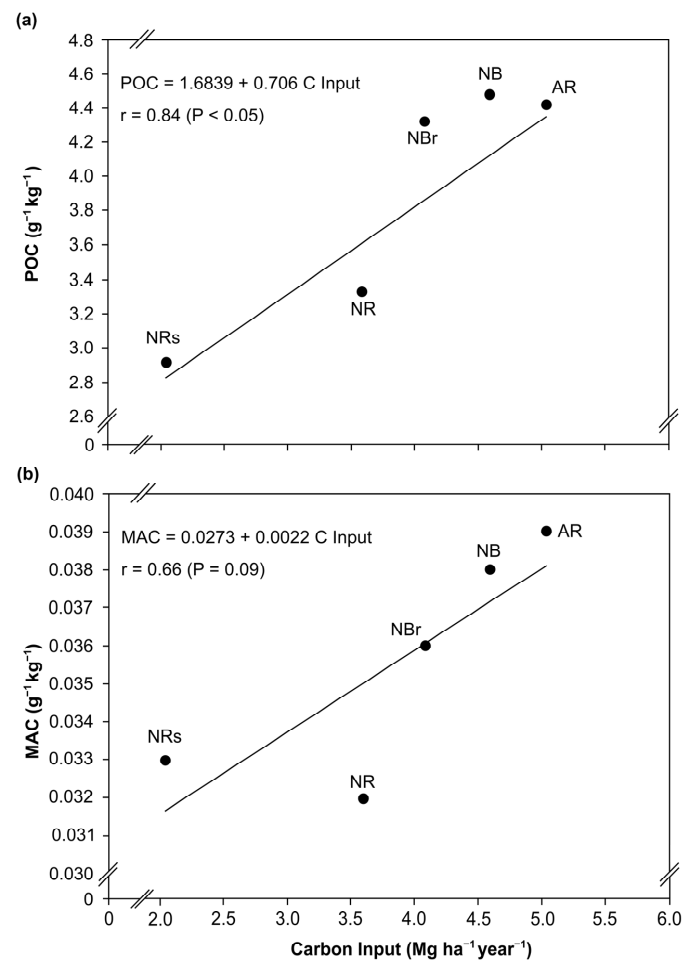 (a)
4.8
4.6
4.4
4.2
4.0
3.8
3.6
3.4
3.2
3.0
2.8
2.6
0
POC (g⁻¹ kg⁻¹)
POC = 1.6839 + 0.706 C Input
r = 0.84 (P < 0.05)
NB
AR
NBr
NR
NRs
(b)
0.040
0.039
0.038
0.037
0.036
0.035
0.034
0.033
0.032
0.031
0.030
0
MAC (g⁻¹kg⁻¹)
MAC = 0.0273 + 0.0022 C Input
r = 0.66 (P = 0.09)
AR
NB
NBr
NRs
NR
0 2.0 2.5 3.0 3.5 4.0 4.5 5.0 5.5 6.0
Carbon Input (Mg ha⁻¹ year⁻¹)